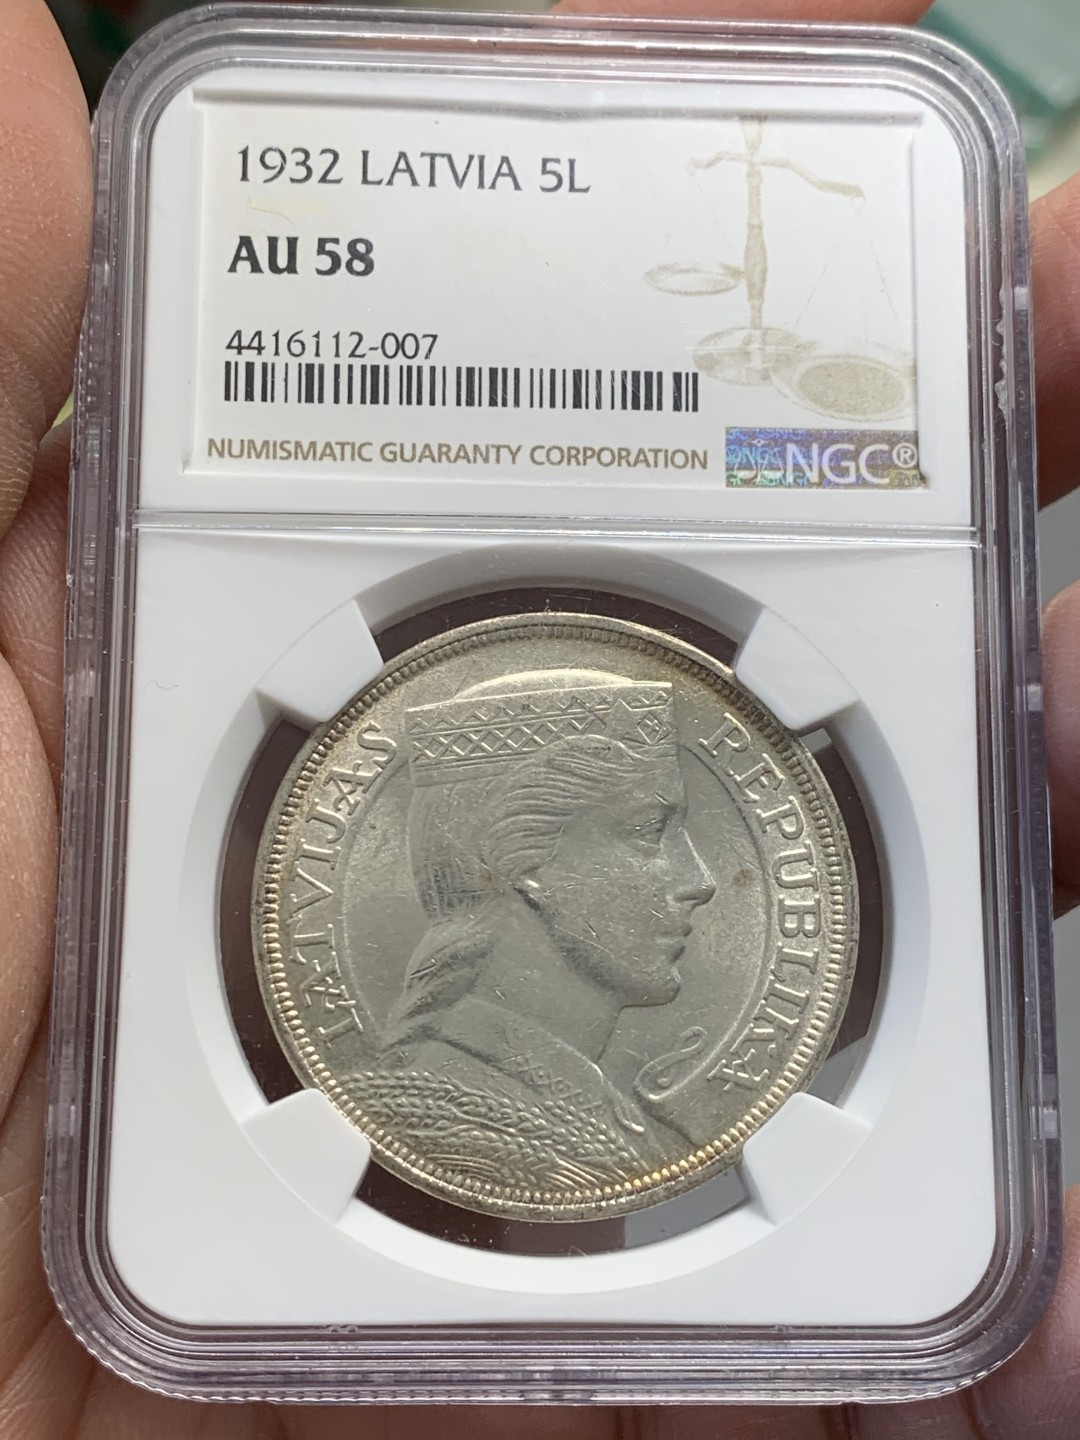 1932 LATVIA 5L
AU 58
4416112-007
NUMISMATIC GUARANTY CORPORATION
NGC®
LATVIJAS REPUBLIKA